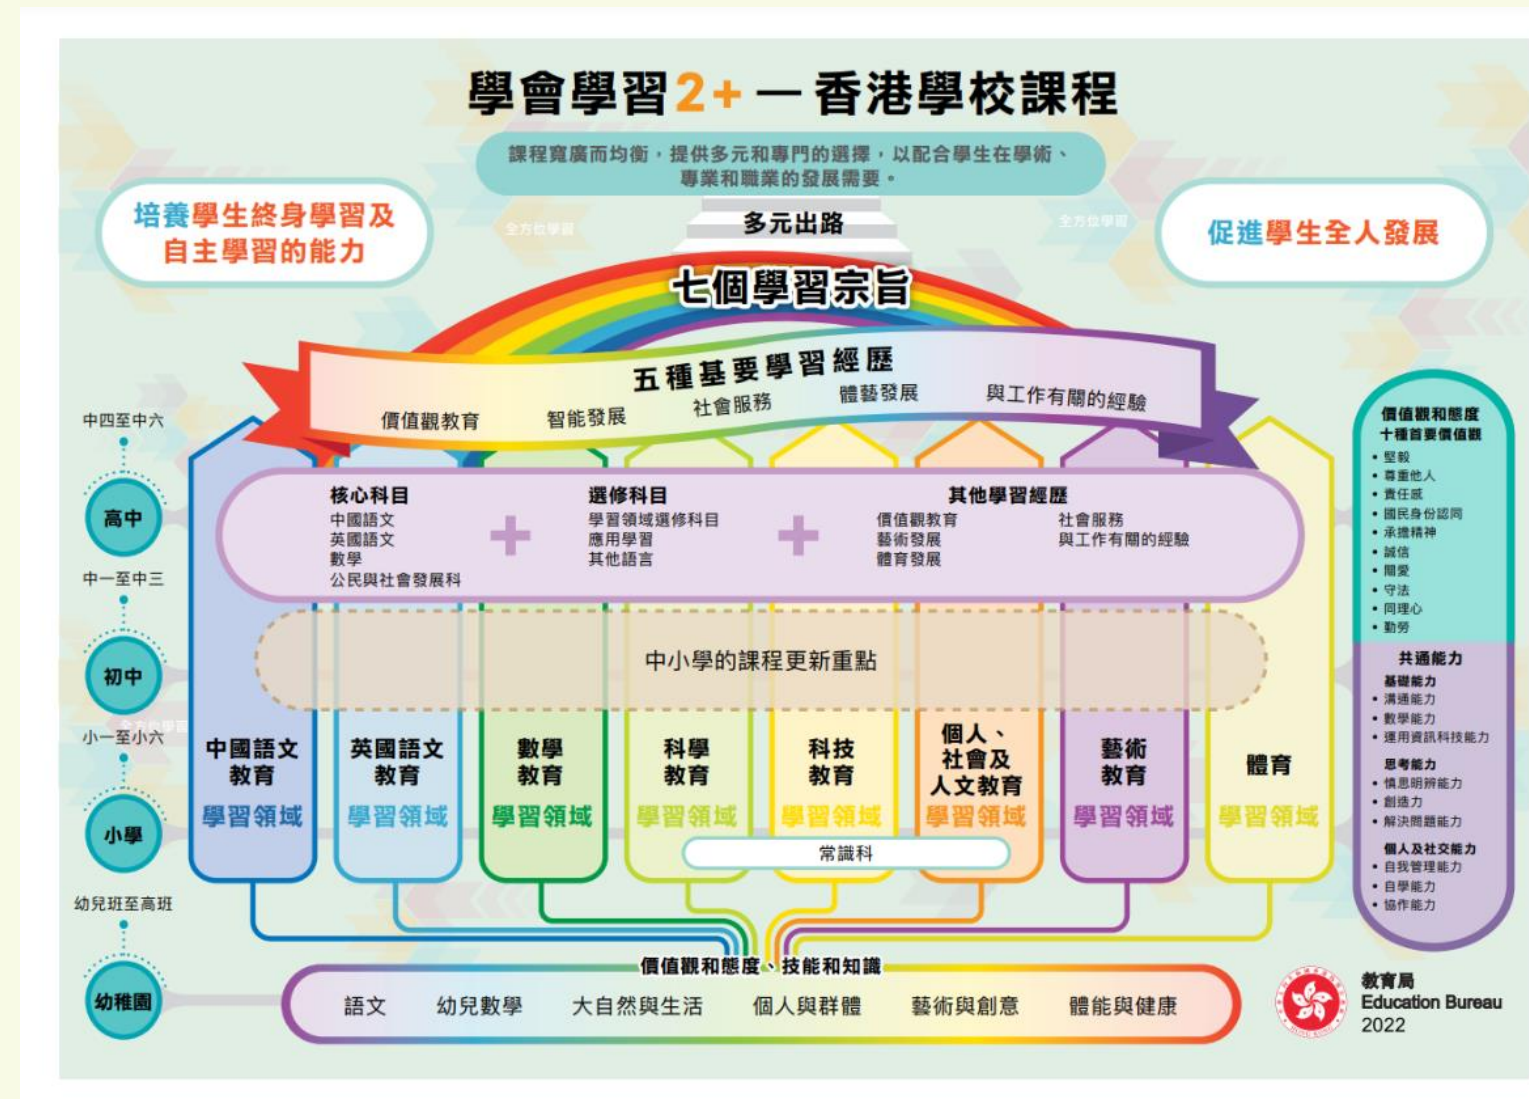 學會學習2+ — 香港學校課程
課程寬廣而均衡，提供多元和專門的選擇，以配合學生在學術、
專業和職業的發展需要。
培養學生終身學習及
自主學習的能力
促進學生全人發展
全方位學習
全方位學習
多元出路
七個學習宗旨
五種基要學習經歷
價值觀教育
智能發展
社會服務
體藝發展
與工作有關的經驗
中四至中六
高中
中一至中三
初中
全方位學習
小一至小六
小學
幼兒班至高班
幼稚園
核心科目
中國語文
英國語文
數學
公民與社會發展科
+
選修科目
學習領域選修科目
應用學習
其他語言
+
其他學習經歷
價值觀教育
藝術發展
體育發展
社會服務
與工作有關的經驗
中小學的課程更新重點
中國語文
教育
學習領域
英國語文
教育
學習領域
數學
教育
學習領域
科學
教育
學習領域
科技
教育
學習領域
個人、
社會及
人文教育
學習領域
藝術
教育
學習領域
體育
學習領域
常識科
價值觀和態度、技能和知識
語文
幼兒數學
大自然與生活
個人與群體
藝術與創意
體能與健康
價值觀和態度
十種首要價值觀
• 堅毅
• 尊重他人
• 責任感
• 國民身份認同
• 承擔精神
• 誠信
• 關愛
• 守法
• 同理心
• 勤勞
共通能力
基礎能力
• 溝通能力
• 數學能力
• 運用資訊科技能力
思考能力
• 慎思明辨能力
• 創造力
• 解決問題能力
個人及社交能力
• 自我管理能力
• 自學能力
• 協作能力
教育局
Education Bureau
2022